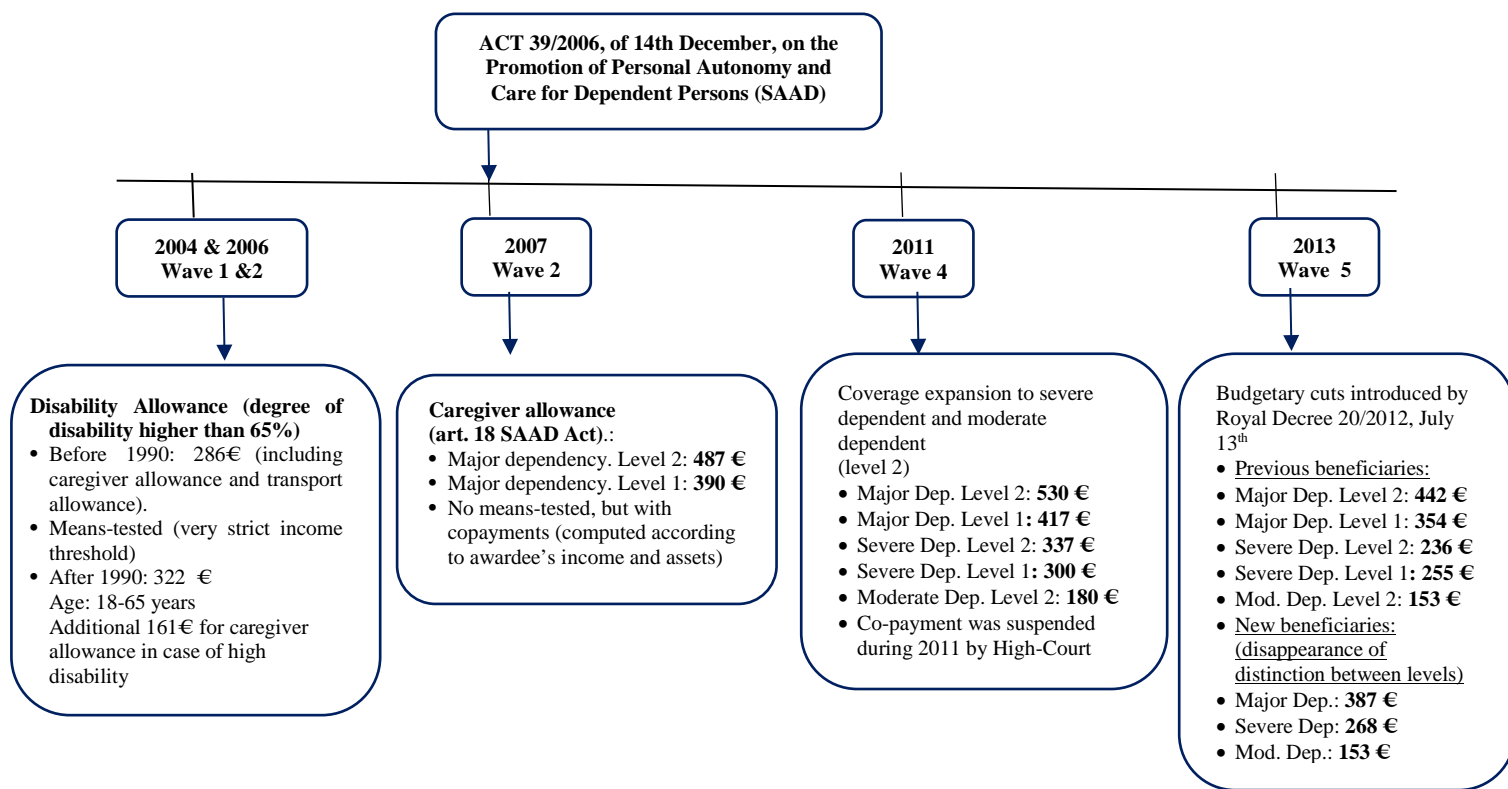 ACT 39/2006, of 14th December, on the
Promotion of Personal Autonomy and
Care for Dependent Persons (SAAD)
2004 & 2006
Wave 1 &2
2007
Wave 2
2011
Wave 4
2013
Wave 5
Disability Allowance (degree of
disability higher than 65%)
• Before 1990: 286€ (including
caregiver allowance and transport
allowance).
• Means-tested (very strict income
threshold)
• After 1990: 322 €
Age: 18-65 years
Additional 161€ for caregiver
allowance in case of high
disability
Caregiver allowance
(art. 18 SAAD Act).:
• Major dependency. Level 2: 487 €
• Major dependency. Level 1: 390 €
• No means-tested, but with
copayments (computed according
to awardee's income and assets)
Coverage expansion to severe
dependent and moderate
dependent
(level 2)
• Major Dep. Level 2: 530 €
• Major Dep. Level 1: 417 €
• Severe Dep. Level 2: 337 €
• Severe Dep. Level 1: 300 €
• Moderate Dep. Level 2: 180 €
• Co-payment was suspended
during 2011 by High-Court
Budgetary cuts introduced by
Royal Decree 20/2012, July
13th
• Previous beneficiaries:
• Major Dep. Level 2: 442 €
• Major Dep. Level 1: 354 €
• Severe Dep. Level 2: 236 €
• Severe Dep. Level 1: 255 €
• Mod. Dep. Level 2: 153 €
• New beneficiaries:
(disappearance of
distinction between levels)
• Major Dep.: 387 €
• Severe Dep: 268 €
• Mod. Dep.: 153 €